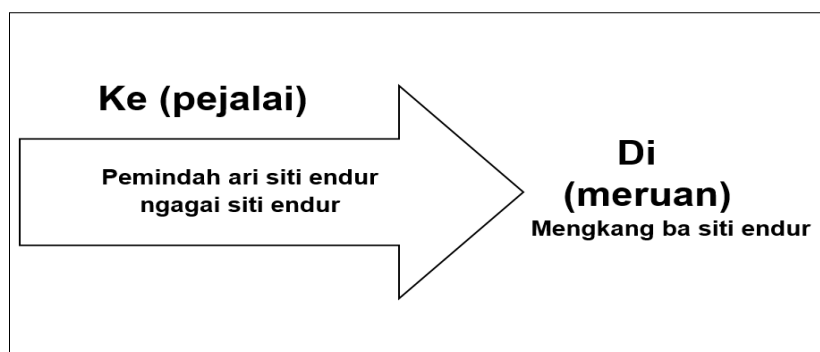 Ke (pejalai)
Pemindah ari siti endur
ngagai siti endur
Di
(meruan)
Mengkang ba siti endur